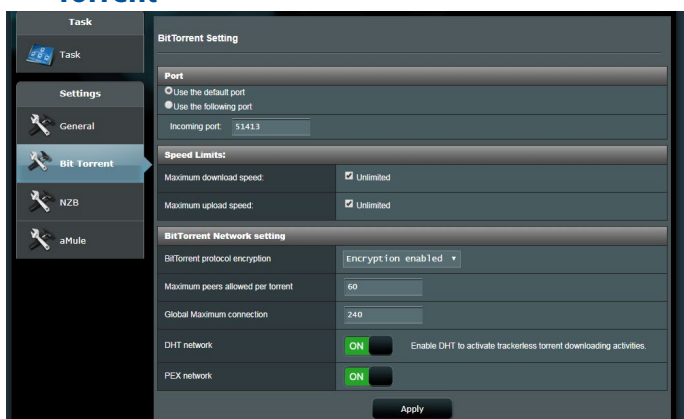 Torrent
Task
Task
Settings
General
Bit Torrent
NZB
aMule
BitTorrent Setting
Port
Use the default port
Use the following port
Incoming port: 51413
Speed Limits:
Maximum download speed: Unlimited
Maximum upload speed: Unlimited
BitTorrent Network setting
BitTorrent protocol encryption Encryption enabled
Maximum peers allowed per torrent 60
Global Maximum connection 240
DHT network ON Enable DHT to activate trackerless torrent downloading activities.
PEX network ON
Apply